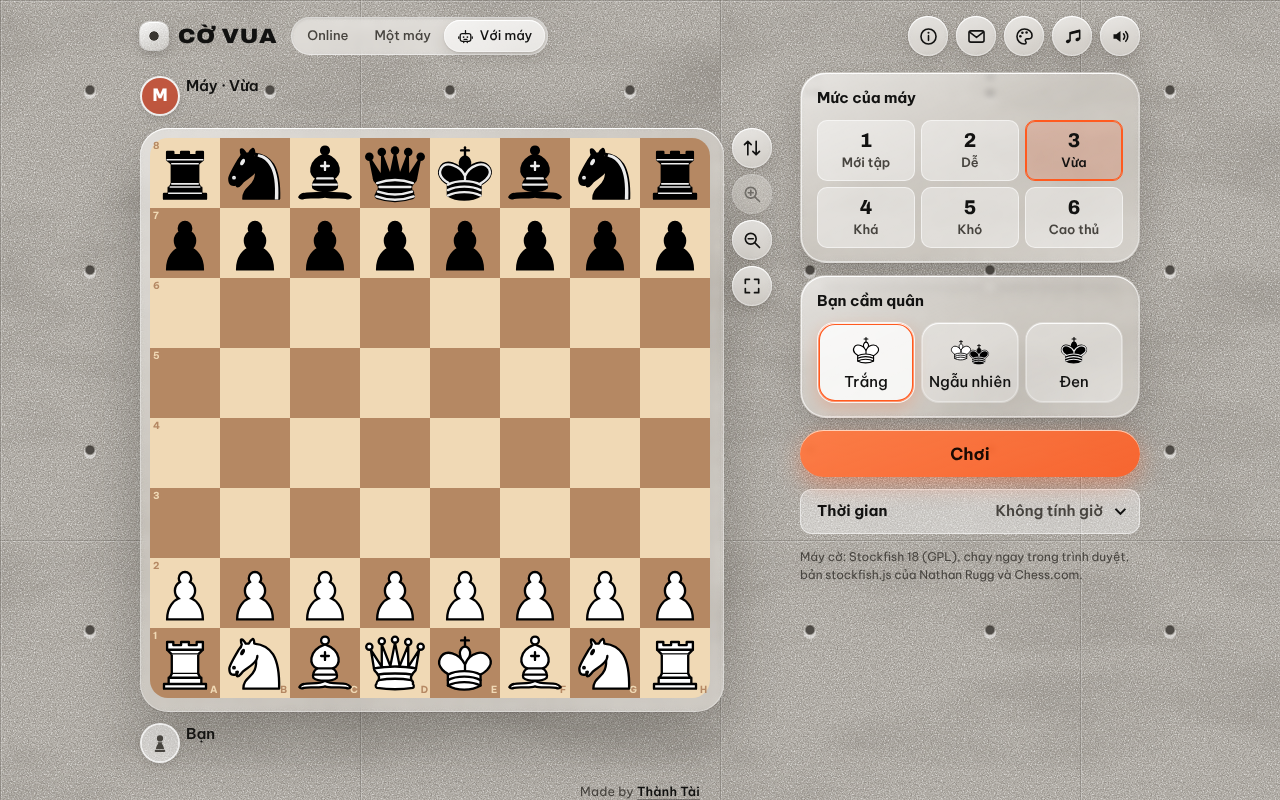 CỜ VUA
Online
Một máy
Với máy
M
Máy · Vừa
8
7
6
5
4
3
2
1
A B C D E F G H
Bạn
Mức của máy
1
Mới tập
2
Dễ
3
Vừa
4
Khá
5
Khó
6
Cao thủ
Bạn cầm quân
Trắng
Ngẫu nhiên
Đen
Chơi
Thời gian
Không tính giờ
Máy cờ: Stockfish 18 (GPL), chạy ngay trong trình duyệt,
bản stockfish.js của Nathan Rugg và Chess.com.
Made by Thành Tài